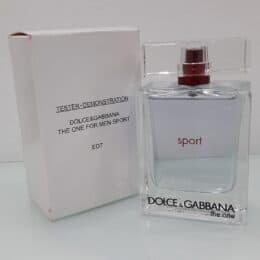 TESTER-DEMONSTRATION
DOLCE&GABBANA
THE ONE FOR MEN SPORT
EDT
sport
DOLCE & GABBANA
the one